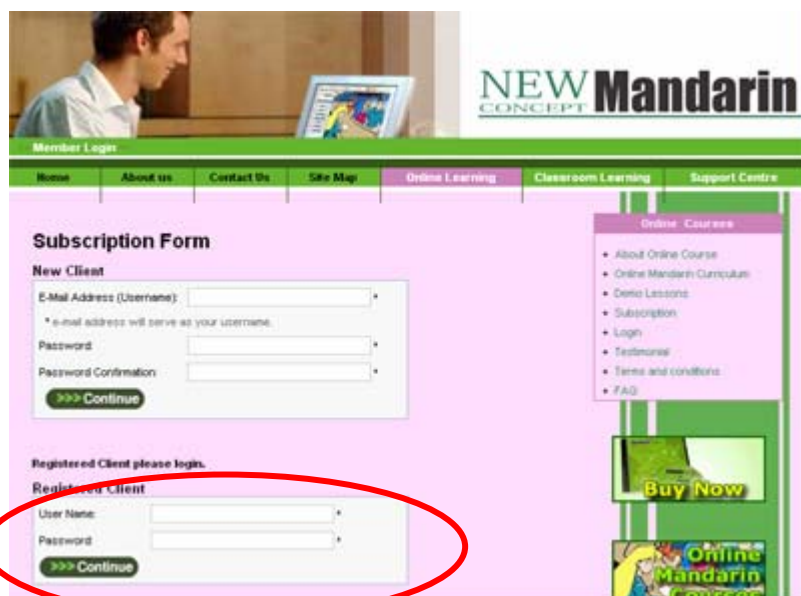 NEW Mandarin
CONCEPT
Member Login
Home About us Contact Us Site Map Online Learning Classroom Learning Support Centre
Subscription Form
New Client
E-Mail Address (Username): *
* e-mail address will serve as your username.
Password: *
Password Confirmation: *
>>> Continue
Registered Client please login.
Registered Client
User Name: *
Password: *
>>> Continue
Online Courses
• About Online Course
• Online Mandarin Curriculum
• Demo Lessons
• Subscription
• Login
• Testimonial
• Terms and conditions
• FAQ
Buy Now
Online
Mandarin
Courses